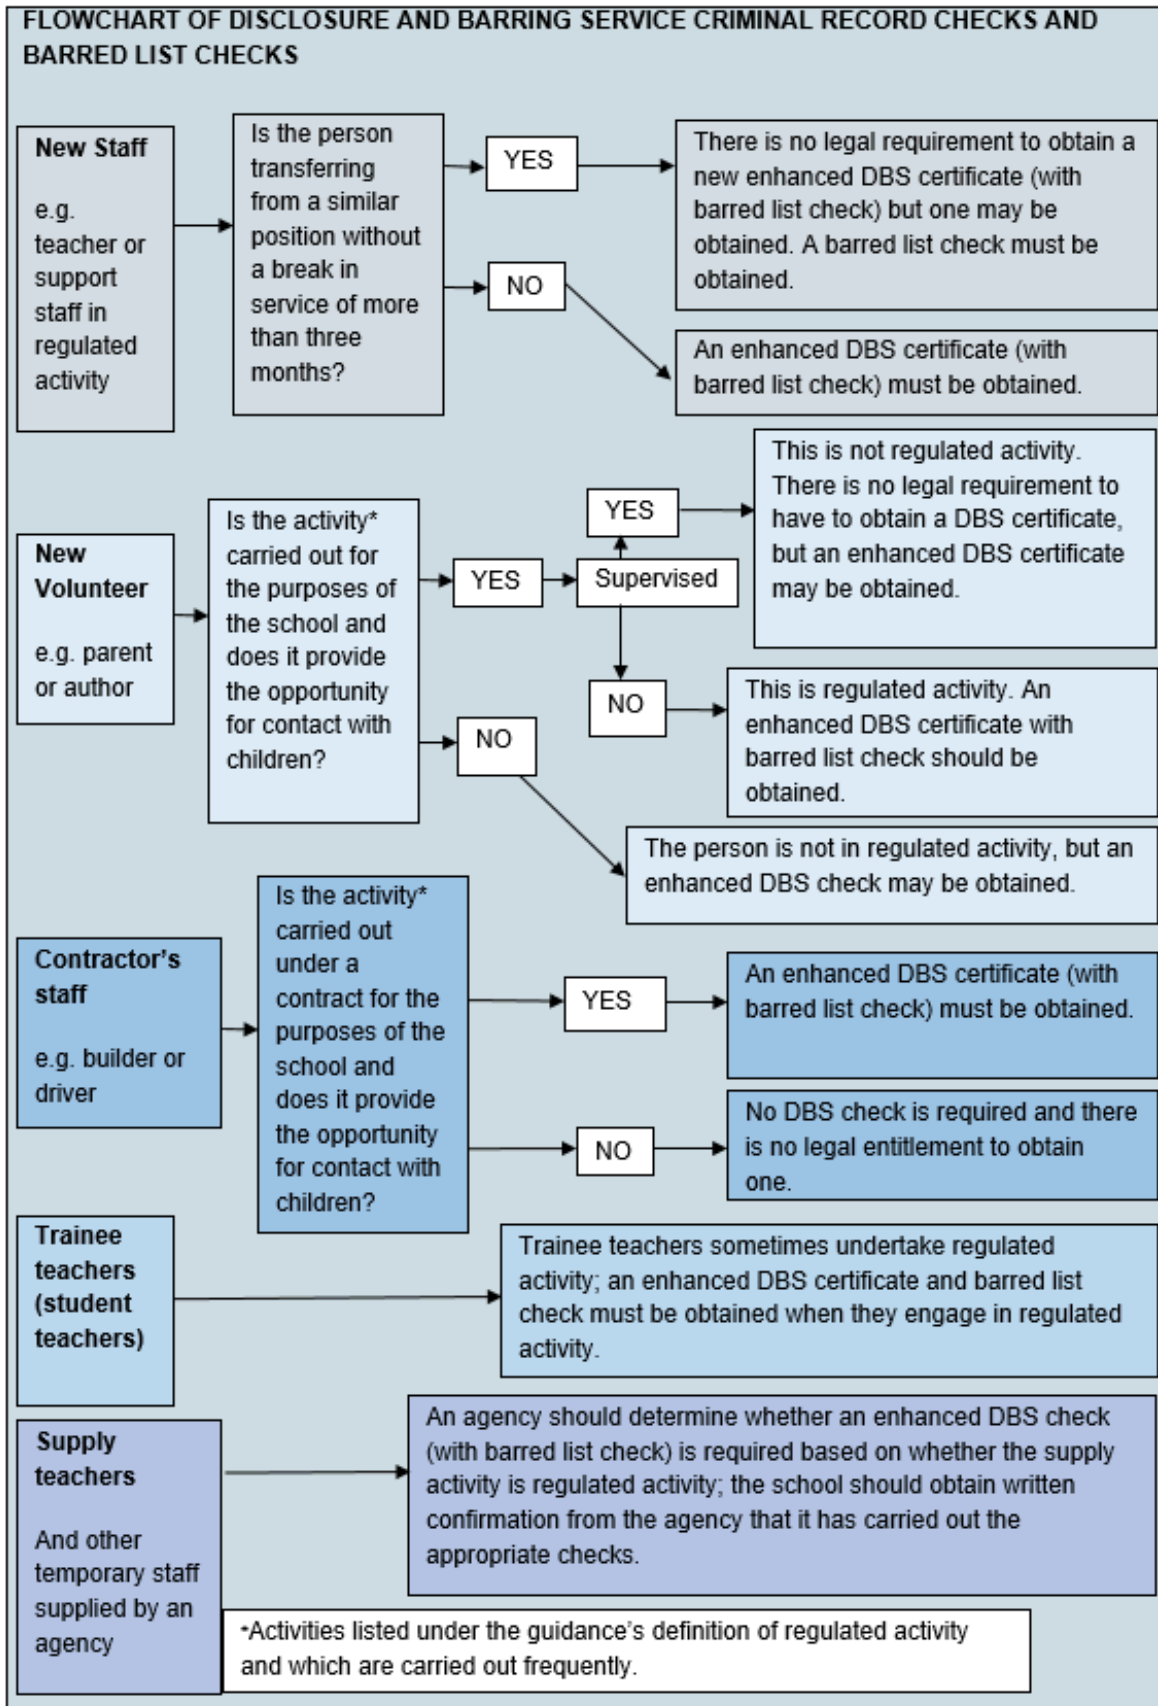 FLOWCHART OF DISCLOSURE AND BARRING SERVICE CRIMINAL RECORD CHECKS AND
BARRED LIST CHECKS
New Staff
e.g.
teacher or
support
staff in
regulated
activity
Is the person
transferring
from a similar
position without
a break in
service of more
than three
months?
YES
There is no legal requirement to obtain a
new enhanced DBS certificate (with
barred list check) but one may be
obtained. A barred list check must be
obtained.
NO
An enhanced DBS certificate (with
barred list check) must be obtained.
New
Volunteer
e.g. parent
or author
Is the activity*
carried out for
the purposes of
the school and
does it provide
the opportunity
for contact with
children?
YES
Supervised
YES
This is not regulated activity.
There is no legal requirement to
have to obtain a DBS certificate,
but an enhanced DBS certificate
may be obtained.
NO
This is regulated activity. An
enhanced DBS certificate with
barred list check should be
obtained.
NO
The person is not in regulated activity, but an
enhanced DBS check may be obtained.
Contractor's
staff
e.g. builder or
driver
Is the activity*
carried out
under a
contract for the
purposes of the
school and
does it provide
the opportunity
for contact with
children?
YES
An enhanced DBS certificate (with
barred list check) must be obtained.
NO
No DBS check is required and there
is no legal entitlement to obtain
one.
Trainee
teachers
(student
teachers)
Trainee teachers sometimes undertake regulated
activity; an enhanced DBS certificate and barred list
check must be obtained when they engage in regulated
activity.
Supply
teachers
And other
temporary staff
supplied by an
agency
An agency should determine whether an enhanced DBS check
(with barred list check) is required based on whether the supply
activity is regulated activity; the school should obtain written
confirmation from the agency that it has carried out the
appropriate checks.
*Activities listed under the guidance's definition of regulated activity
and which are carried out frequently.